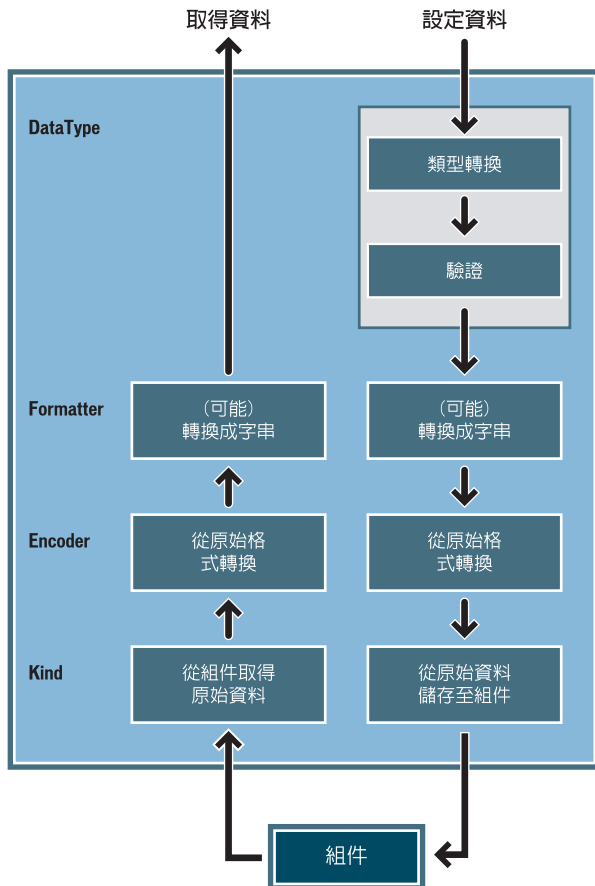 取得資料
設定資料
DataType
類型轉換
驗證
Formatter
(可能)
轉換成字串
(可能)
轉換成字串
Encoder
從原始格
式轉換
從原始格
式轉換
Kind
從組件取得
原始資料
從原始資料
儲存至組件
組件